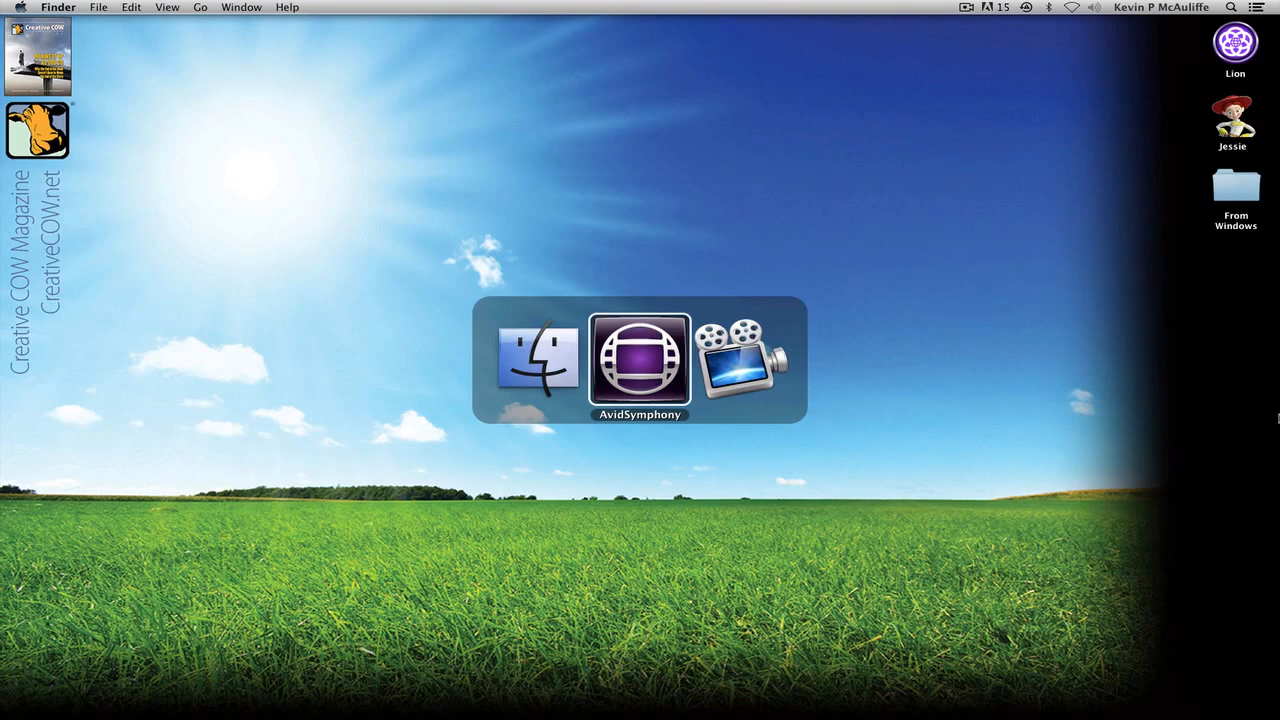 Finder File Edit View Go Window Help
15 Kevin P McAuliffe
Creative COW
Creative COW Magazine
CreativeCOW.net
Lion
Jessie
From
Windows
AvidSymphony